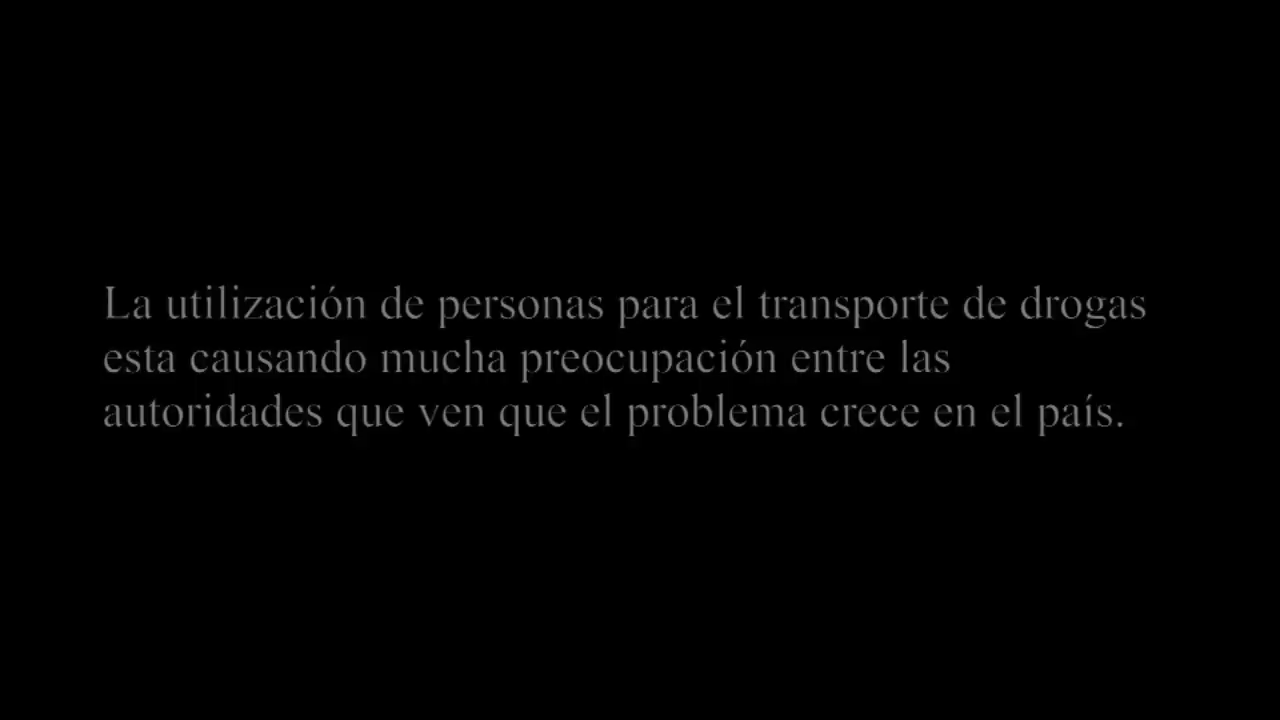 La utilización de personas para el transporte de drogas
esta causando mucha preocupación entre las
autoridades que ven que el problema crece en el país.